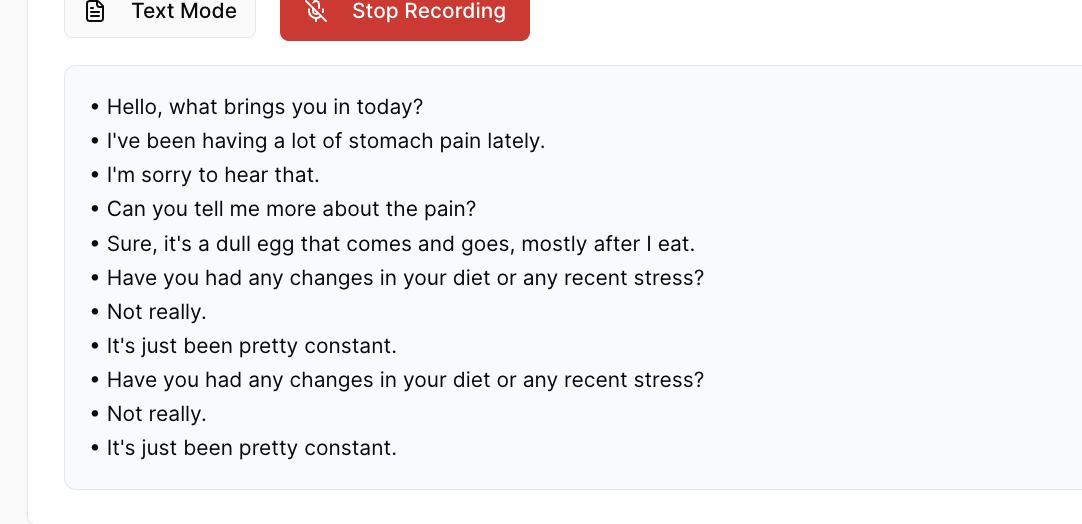 Text Mode
Stop Recording
• Hello, what brings you in today?
• I've been having a lot of stomach pain lately.
• I'm sorry to hear that.
• Can you tell me more about the pain?
• Sure, it's a dull egg that comes and goes, mostly after I eat.
• Have you had any changes in your diet or any recent stress?
• Not really.
• It's just been pretty constant.
• Have you had any changes in your diet or any recent stress?
• Not really.
• It's just been pretty constant.